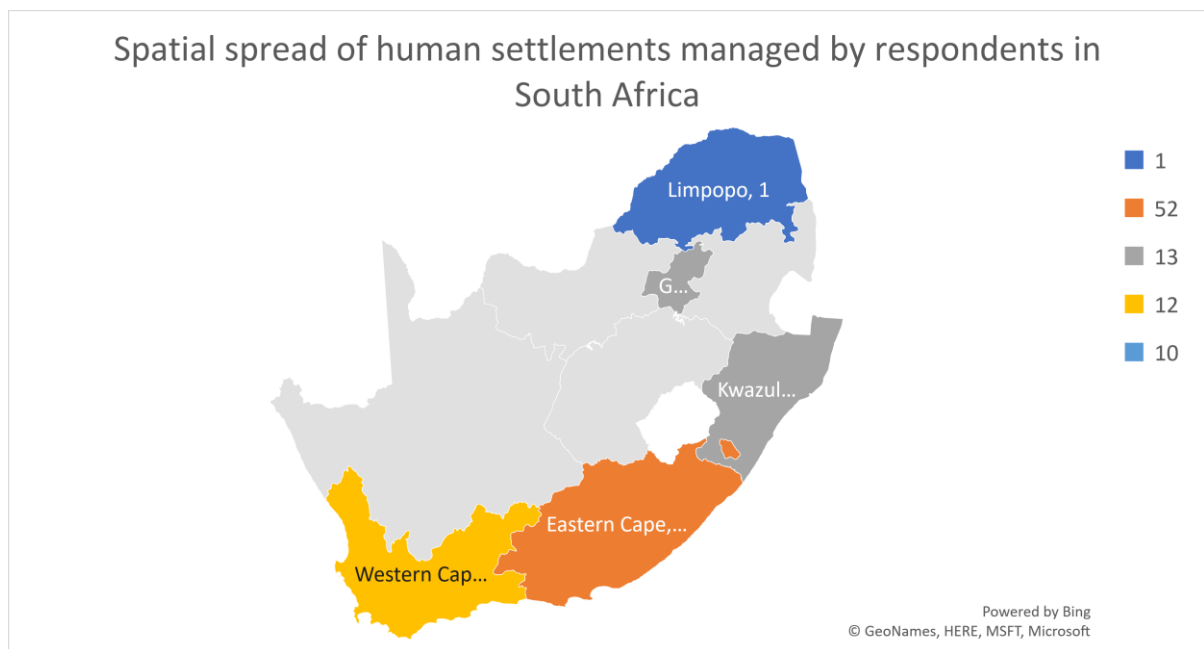 Spatial spread of human settlements managed by respondents in
South Africa
1
52
13
12
10
Limpopo, 1
G...
Kwazul...
Eastern Cape,...
Western Cap...
Powered by Bing
© GeoNames, HERE, MSFT, Microsoft